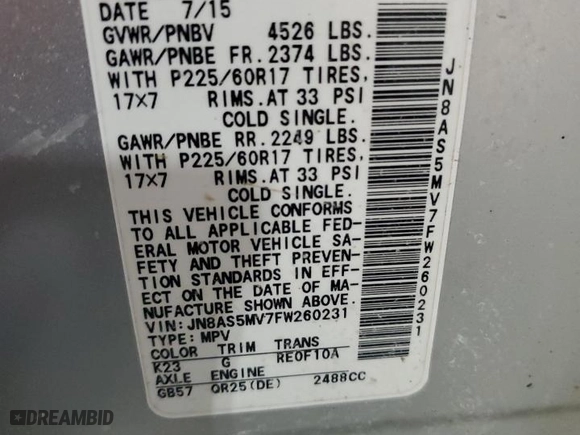 DATE 7/15
GVWR/PNBV 4526 LBS.
GAWR/PNBE FR. 2374 LBS.
WITH P225/60R17 TIRES,
17×7 RIMS. AT 33 PSI
COLD SINGLE.
GAWR/PNBE RR. 2249 LBS.
WITH P225/60R17 TIRES,
17×7 RIMS. AT 33 PSI
COLD SINGLE.
THIS VEHICLE CONFORMS
TO ALL APPLICABLE FED-
ERAL MOTOR VEHICLE SA-
FETY AND THEFT PREVEN-
TION STANDARDS IN EFF-
ECT ON THE DATE OF MA-
NUFACTURE SHOWN ABOVE.
VIN: JN8AS5MV7FW260231
TYPE: MPV
COLOR TRIM TRANS
K23 G RE0F10A
AXLE ENGINE
GB57 QR25(DE) 2488CC
JN8AS5MV7FW260231
DREAMBID